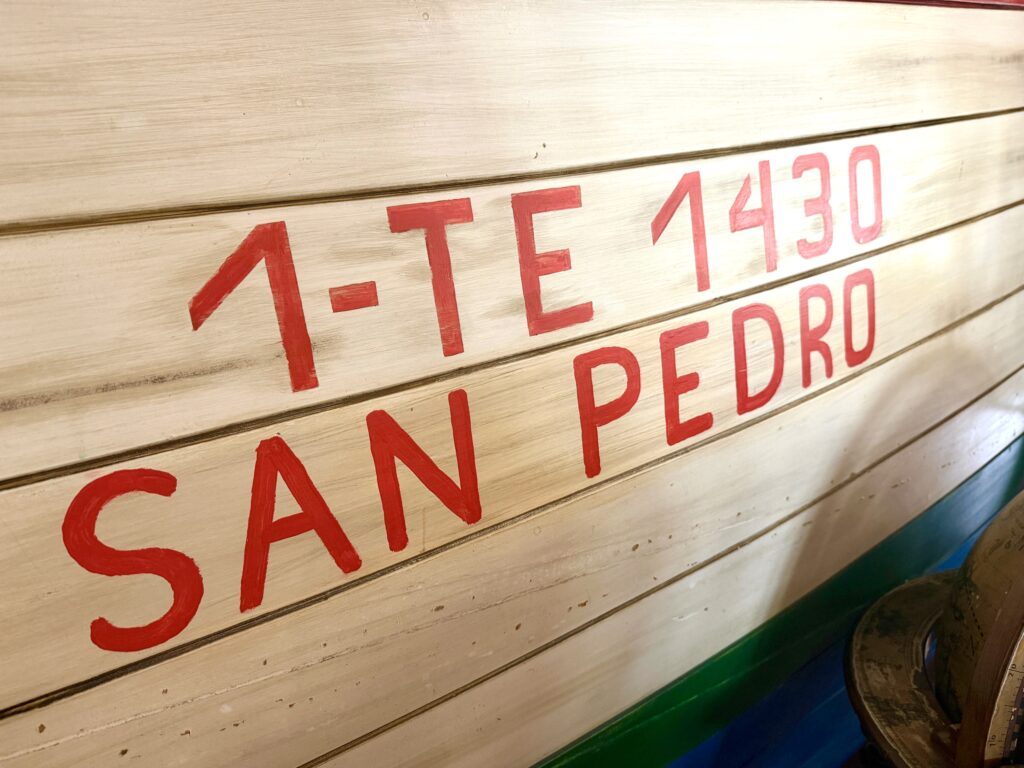 1-TE 1430
SAN PEDRO